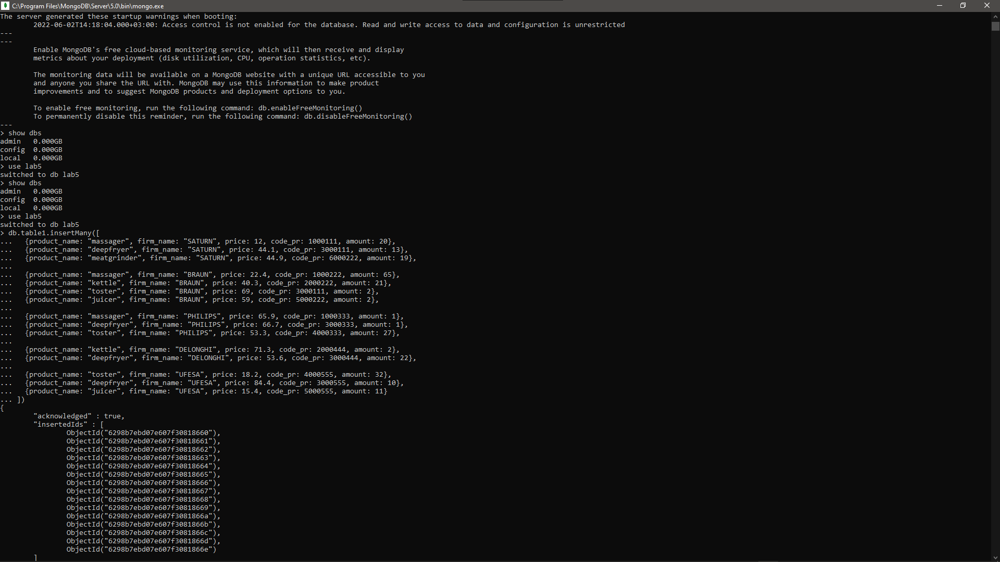 C:\Program Files\MongoDB\Server\5.0\bin\mongo.exe
The server generated these startup warnings when booting:
        2022-06-02T14:18:04.000+03:00: Access control is not enabled for the database. Read and write access to data and configuration is unrestricted
---
---
        Enable MongoDB's free cloud-based monitoring service, which will then receive and display
        metrics about your deployment (disk utilization, CPU, operation statistics, etc).

        The monitoring data will be available on a MongoDB website with a unique URL accessible to you
        and anyone you share the URL with. MongoDB may use this information to make product
        improvements and to suggest MongoDB products and deployment options to you.

        To enable free monitoring, run the following command: db.enableFreeMonitoring()
        To permanently disable this reminder, run the following command: db.disableFreeMonitoring()
---
> show dbs
admin   0.000GB
config  0.000GB
local   0.000GB
> use lab5
switched to db lab5
> show dbs
admin   0.000GB
config  0.000GB
local   0.000GB
> use lab5
switched to db lab5
> db.table1.insertMany([
...   {product_name: "massager", firm_name: "SATURN", price: 12, code_pr: 1000111, amount: 20},
...   {product_name: "deepfryer", firm_name: "SATURN", price: 44.1, code_pr: 3000111, amount: 13},
...   {product_name: "meatgrinder", firm_name: "SATURN", price: 44.9, code_pr: 6000222, amount: 19},
...
...   {product_name: "massager", firm_name: "BRAUN", price: 22.4, code_pr: 1000222, amount: 65},
...   {product_name: "kettle", firm_name: "BRAUN", price: 40.3, code_pr: 2000222, amount: 21},
...   {product_name: "toster", firm_name: "BRAUN", price: 69, code_pr: 3000111, amount: 2},
...   {product_name: "juicer", firm_name: "BRAUN", price: 59, code_pr: 5000222, amount: 2},
...
...   {product_name: "massager", firm_name: "PHILIPS", price: 65.9, code_pr: 1000333, amount: 1},
...   {product_name: "deepfryer", firm_name: "PHILIPS", price: 66.7, code_pr: 3000333, amount: 1},
...   {product_name: "toster", firm_name: "PHILIPS", price: 53.3, code_pr: 4000333, amount: 27},
...
...   {product_name: "kettle", firm_name: "DELONGHI", price: 71.3, code_pr: 2000444, amount: 2},
...   {product_name: "deepfryer", firm_name: "DELONGHI", price: 53.6, code_pr: 3000444, amount: 22},
...
...   {product_name: "toster", firm_name: "UFESA", price: 18.2, code_pr: 4000555, amount: 32},
...   {product_name: "deepfryer", firm_name: "UFESA", price: 84.4, code_pr: 3000555, amount: 10},
...   {product_name: "juicer", firm_name: "UFESA", price: 15.4, code_pr: 5000555, amount: 11}
... ])
{
        "acknowledged" : true,
        "insertedIds" : [
                ObjectId("6298b7ebd07e607f30818660"),
                ObjectId("6298b7ebd07e607f30818661"),
                ObjectId("6298b7ebd07e607f30818662"),
                ObjectId("6298b7ebd07e607f30818663"),
                ObjectId("6298b7ebd07e607f30818664"),
                ObjectId("6298b7ebd07e607f30818665"),
                ObjectId("6298b7ebd07e607f30818666"),
                ObjectId("6298b7ebd07e607f30818667"),
                ObjectId("6298b7ebd07e607f30818668"),
                ObjectId("6298b7ebd07e607f30818669"),
                ObjectId("6298b7ebd07e607f3081866a"),
                ObjectId("6298b7ebd07e607f3081866b"),
                ObjectId("6298b7ebd07e607f3081866c"),
                ObjectId("6298b7ebd07e607f3081866d"),
                ObjectId("6298b7ebd07e607f3081866e")
        ]